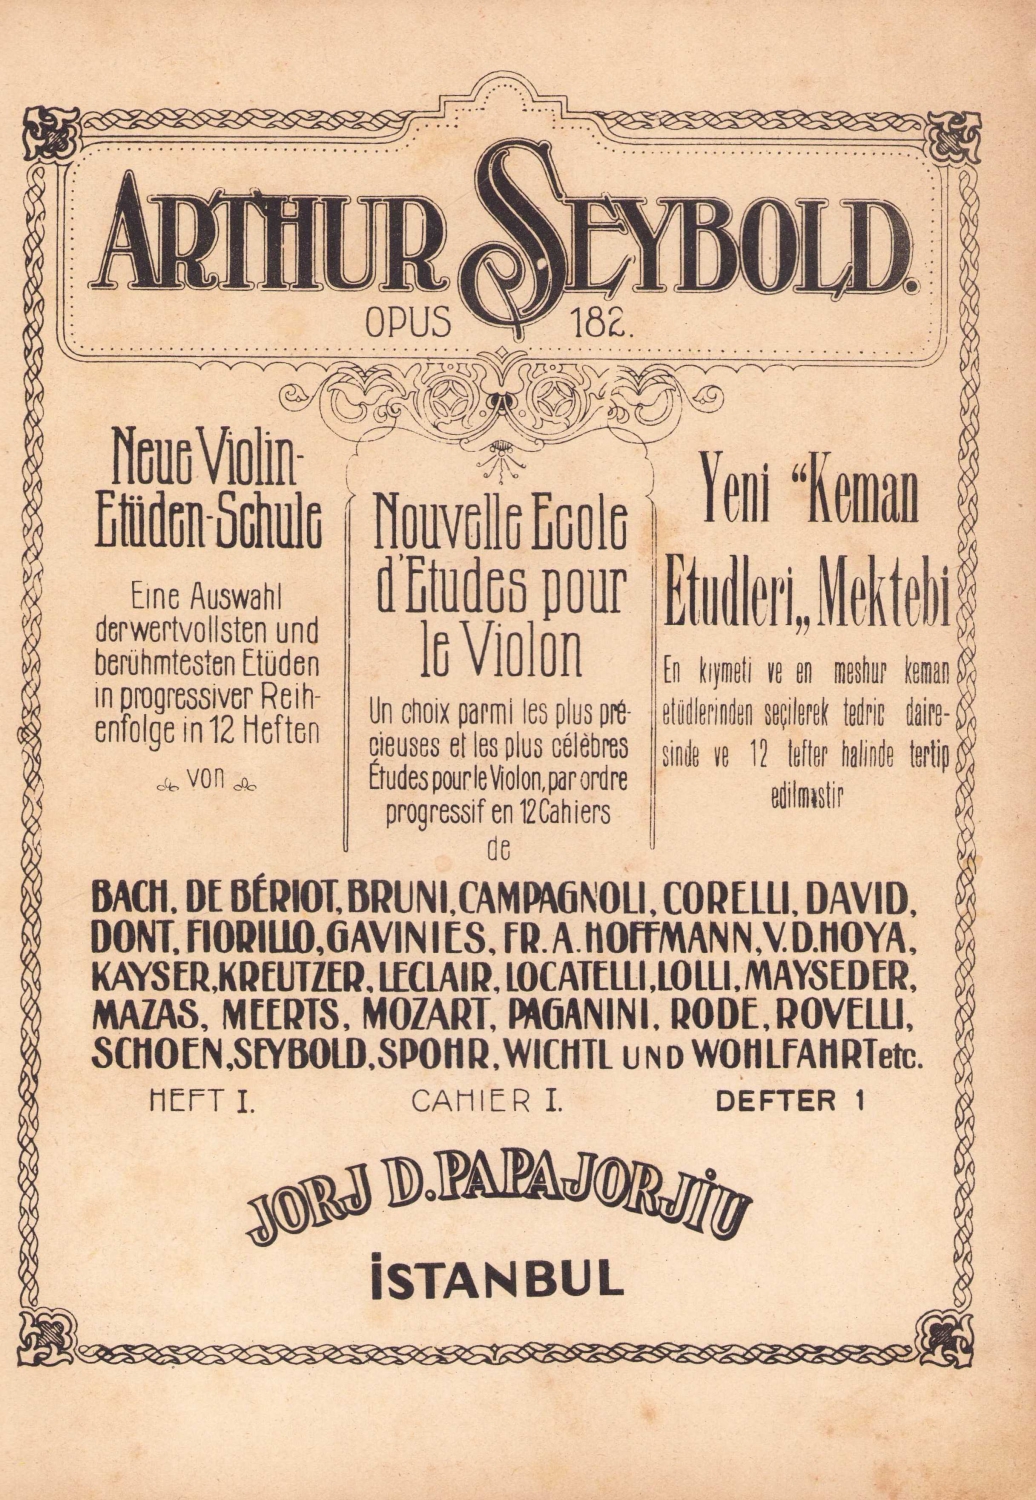 ARTHUR SEYBOLD.
OPUS 182.
Neue Violin-
Etüden-Schule
Eine Auswahl
der wertvollsten und
berühmtesten Etüden
in progressiver Reih-
enfolge in 12 Heften
von
Nouvelle Ecole
d'Etudes pour
le Violon
Un choix parmi les plus pré-
cieuses et les plus célèbres
Études pour le Violon, par ordre
progressif en 12 Cahiers
de
Yeni “Keman
Etudleri„ Mektebi
En kıymeti ve en meshur keman
etüdlerinden seçilerek tedric daire-
sinde ve 12 tefter halinde tertip
edilmıstir
BACH, DE BÉRIOT, BRUNI, CAMPAGNOLI, CORELLI, DAVID,
DONT, FIORILLO, GAVINIÉS, FR. A. HOFFMANN, V. D. HOYA,
KAYSER, KREUTZER, LECLAIR, LOCATELLI, LOLLI, MAYSEDER,
MAZAS, MEERTS, MOZART, PAGANINI, RODE, ROVELLI,
SCHOEN, SEYBOLD, SPOHR, WICHTL UND WOHLFAHRT etc.
HEFT I. CAHIER I. DEFTER 1
JORJ D. PAPAJORJİU
İSTANBUL